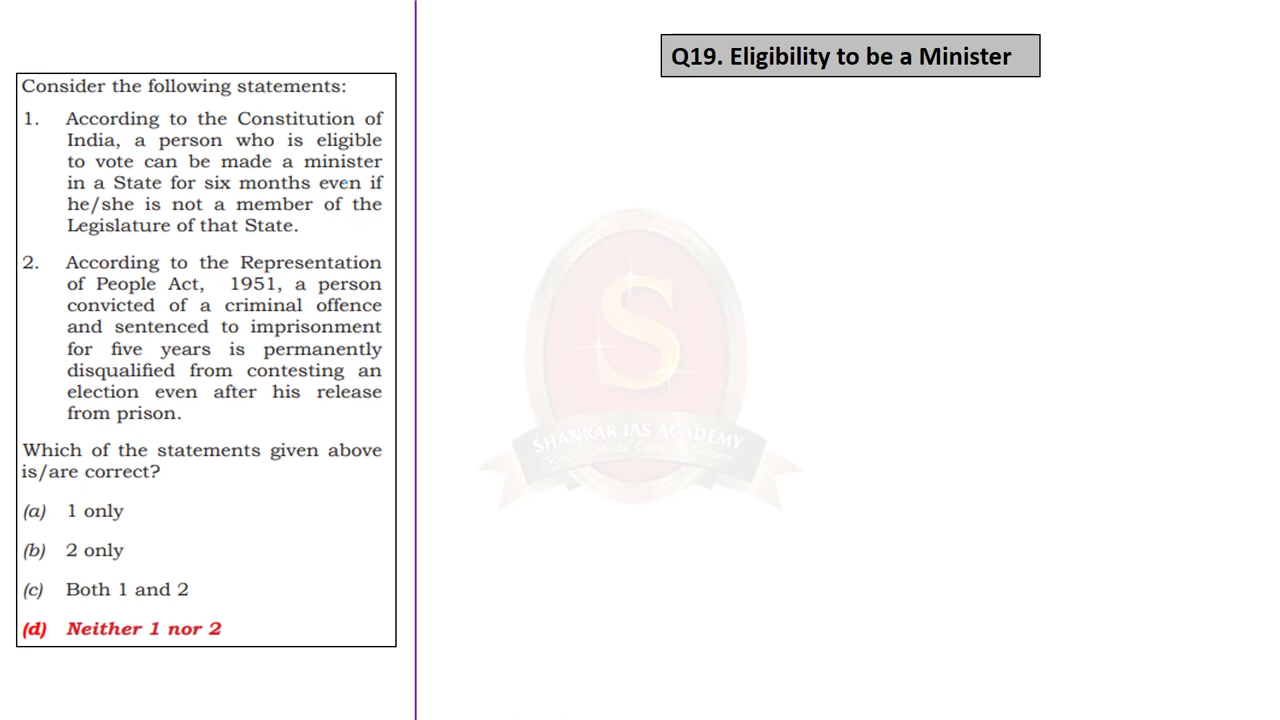 Q19. Eligibility to be a Minister
Consider the following statements:
1. According to the Constitution of
India, a person who is eligible
to vote can be made a minister
in a State for six months even if
he/she is not a member of the
Legislature of that State.
2. According to the Representation
of People Act, 1951, a person
convicted of a criminal offence
and sentenced to imprisonment
for five years is permanently
disqualified from contesting an
election even after his release
from prison.
Which of the statements given above
is/are correct?
(a) 1 only
(b) 2 only
(c) Both 1 and 2
(d) Neither 1 nor 2
S
SHANKAR IAS ACADEMY